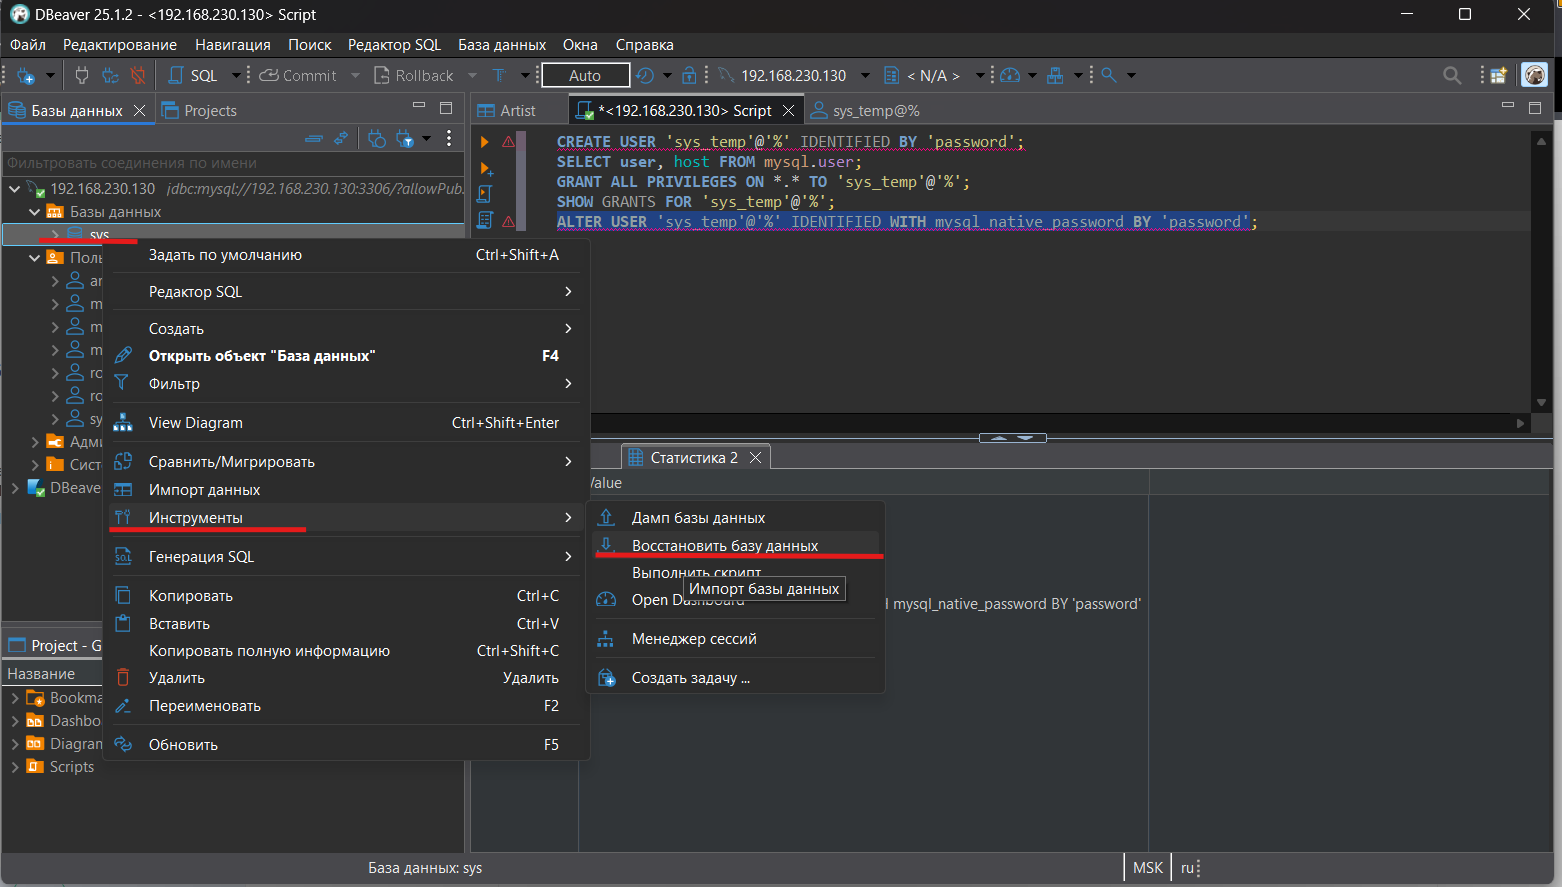 DBeaver 25.1.2 - <192.168.230.130> Script
Файл Редактирование Навигация Поиск Редактор SQL База данных Окна Справка
SQL Commit Rollback T Auto 192.168.230.130 < N/A >
Базы данных Projects
Artist *<192.168.230.130> Script sys_temp@%
Фильтровать соединения по имени
192.168.230.130 jdbc:mysql://192.168.230.130:3306/?allowPub.
Базы данных
sys
Поль
ar
m
m
m
ro
ro
sy
Адми
Сист
DBeave
CREATE USER 'sys_temp'@'%' IDENTIFIED BY 'password';
SELECT user, host FROM mysql.user;
GRANT ALL PRIVILEGES ON *.* TO 'sys_temp'@'%';
SHOW GRANTS FOR 'sys_temp'@'%';
ALTER USER 'sys_temp'@'%' IDENTIFIED WITH mysql_native_password BY 'password';
Задать по умолчанию Ctrl+Shift+A
Редактор SQL
Создать
Открыть объект "База данных" F4
Фильтр
View Diagram Ctrl+Shift+Enter
Сравнить/Мигрировать
Импорт данных
Инструменты
Генерация SQL
Копировать Ctrl+C
Вставить Ctrl+V
Копировать полную информацию Ctrl+Shift+C
Удалить Удалить
Переименовать F2
Обновить F5
Статистика 2
Value
Дамп базы данных
Восстановить базу данных
Выполнить скрипт
Импорт базы данных
Open Dashboard
Менеджер сессий
Создать задачу ...
mysql_native_password BY 'password'
Project - G
Название
Bookma
Dashbo
Diagran
Scripts
База данных: sys MSK ru